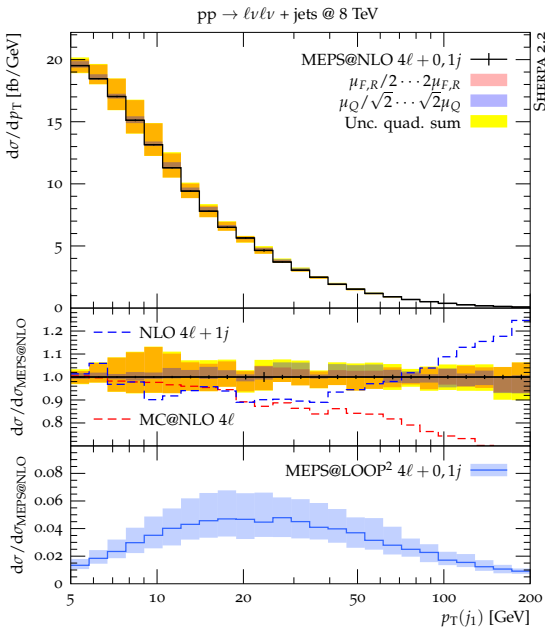 pp → ℓνℓν + jets @ 8 TeV
MEPS@NLO 4ℓ + 0, 1j
μF,R/2 · · · 2μF,R
μQ/√2 · · · √2μQ
Unc. quad. sum
SHERPA 2.2
dσ/dpT [fb/GeV]
20
15
10
5
0
NLO 4ℓ + 1j
MC@NLO 4ℓ
dσ/dσMEPS@NLO
1.2
1.1
1.0
0.9
0.8
MEPS@LOOP² 4ℓ + 0, 1j
dσ/dσMEPS@NLO
0.08
0.06
0.04
0.02
0
5 10 20 50 100 200
pT(j1) [GeV]